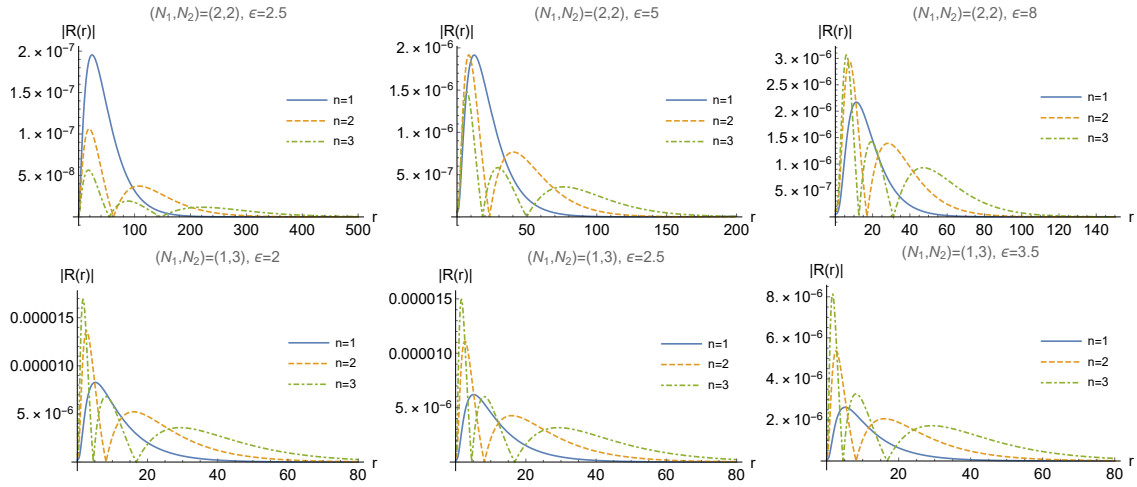 (N₁,N₂)=(2,2), ϵ=2.5
|R(r)|
2. × 10⁻⁷
1.5 × 10⁻⁷
1. × 10⁻⁷
5. × 10⁻⁸
n=1
n=2
n=3
100 200 300 400 500 r
(N₁,N₂)=(2,2), ϵ=5
|R(r)|
2. × 10⁻⁶
1.5 × 10⁻⁶
1. × 10⁻⁶
5. × 10⁻⁷
n=1
n=2
n=3
50 100 150 200 r
(N₁,N₂)=(2,2), ϵ=8
|R(r)|
3. × 10⁻⁶
2.5 × 10⁻⁶
2. × 10⁻⁶
1.5 × 10⁻⁶
1. × 10⁻⁶
5. × 10⁻⁷
n=1
n=2
n=3
20 40 60 80 100 120 140 r
(N₁,N₂)=(1,3), ϵ=2
|R(r)|
0.000015
0.000010
5. × 10⁻⁶
n=1
n=2
n=3
20 40 60 80 r
(N₁,N₂)=(1,3), ϵ=2.5
|R(r)|
0.000015
0.000010
5. × 10⁻⁶
n=1
n=2
n=3
20 40 60 80 r
(N₁,N₂)=(1,3), ϵ=3.5
|R(r)|
8. × 10⁻⁶
6. × 10⁻⁶
4. × 10⁻⁶
2. × 10⁻⁶
n=1
n=2
n=3
20 40 60 80 r